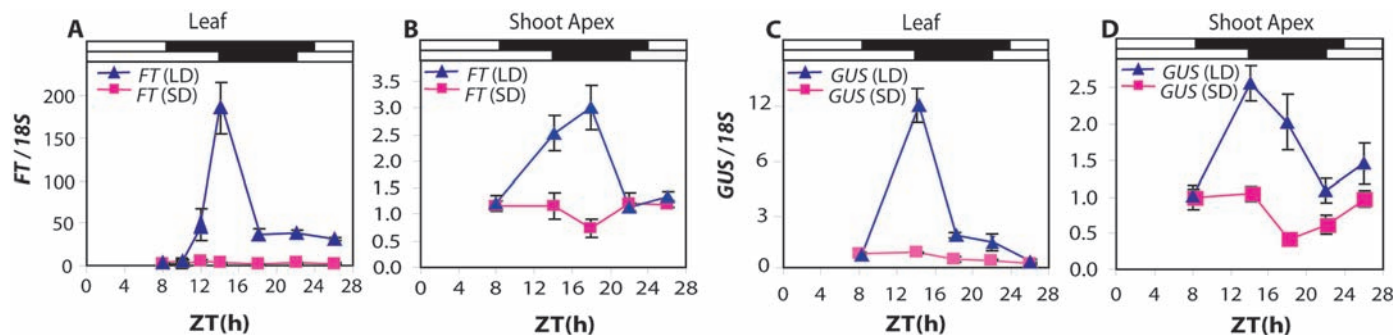 A
Leaf
FT (LD)
FT (SD)
FT / 18S
200
150
100
50
0
0 4 8 12 16 20 24 28
ZT(h)
B
Shoot Apex
FT (LD)
FT (SD)
3.5
3.0
2.5
2.0
1.5
1.0
0.5
0.0
0 4 8 12 16 20 24 28
ZT(h)
C
Leaf
GUS (LD)
GUS (SD)
GUS / 18S
12
6
3
0
0 4 8 12 16 20 24 28
ZT(h)
D
Shoot Apex
GUS (LD)
GUS (SD)
2.5
2.0
1.5
1.0
0.5
0.0
0 4 8 12 16 20 24 28
ZT(h)